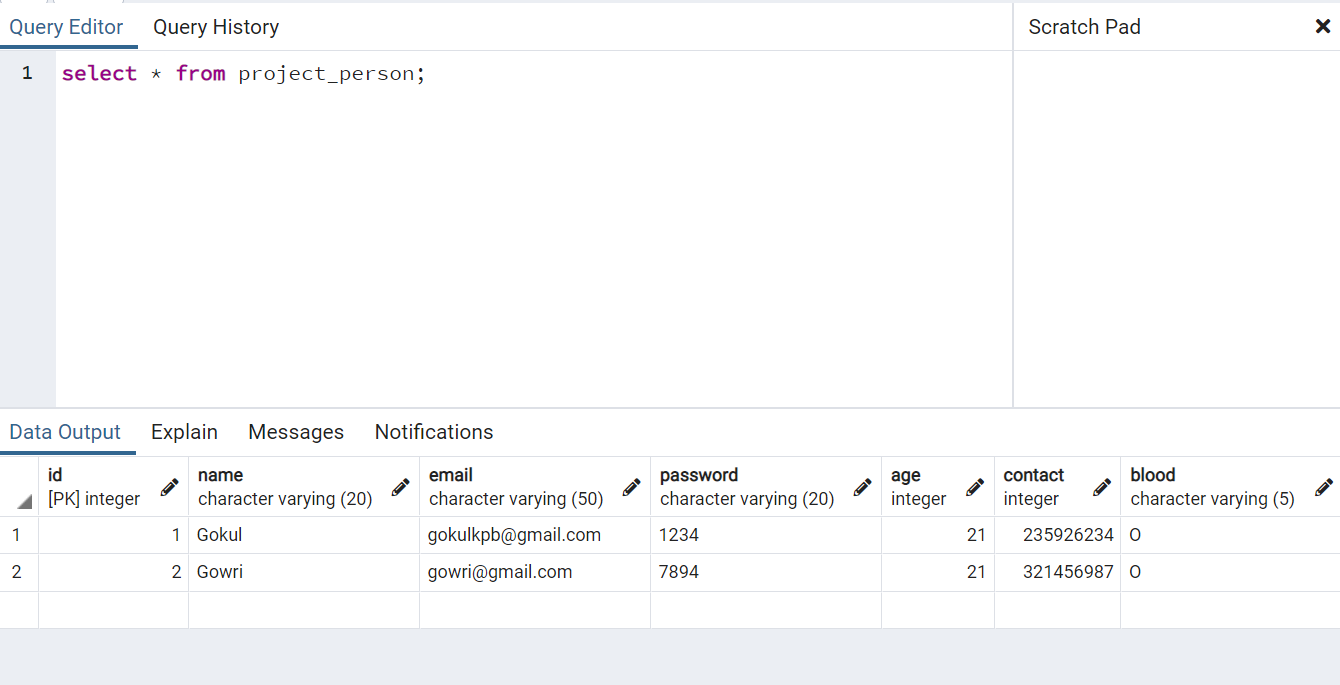 Query Editor Query History Scratch Pad
1 select * from project_person;
Data Output Explain Messages Notifications
id name email password age contact blood
[PK] integer character varying (20) character varying (50) character varying (20) integer integer character varying (5)
1 1 Gokul gokulkpb@gmail.com 1234 21 235926234 O
2 2 Gowri gowri@gmail.com 7894 21 321456987 O